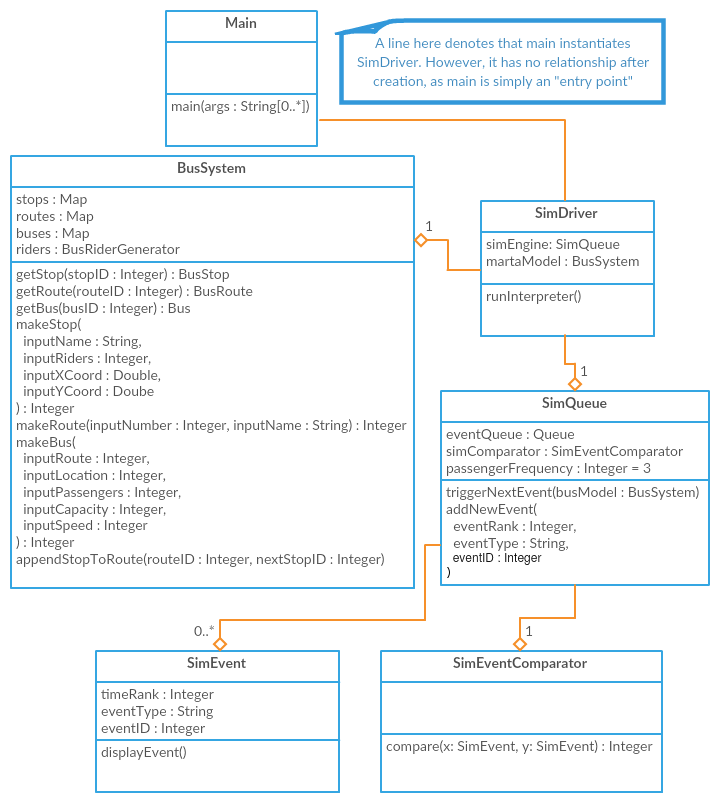 Main
main(args : String[0..*])
A line here denotes that main instantiates
SimDriver. However, it has no relationship after
creation, as main is simply an "entry point"
BusSystem
stops : Map
routes : Map
buses : Map
riders : BusRiderGenerator
getStop(stopID : Integer) : BusStop
getRoute(routeID : Integer) : BusRoute
getBus(busID : Integer) : Bus
makeStop(
inputName : String,
inputRiders : Integer,
inputXCoord : Double,
inputYCoord : Doube
) : Integer
makeRoute(inputNumber : Integer, inputName : String) : Integer
makeBus(
inputRoute : Integer,
inputLocation : Integer,
inputPassengers : Integer,
inputCapacity : Integer,
inputSpeed : Integer
) : Integer
appendStopToRoute(routeID : Integer, nextStopID : Integer)
1
SimDriver
simEngine: SimQueue
martaModel : BusSystem
runInterpreter()
1
SimQueue
eventQueue : Queue
simComparator : SimEventComparator
passengerFrequency : Integer = 3
triggerNextEvent(busModel : BusSystem)
addNewEvent(
eventRank : Integer,
eventType : String,
eventID : Integer
)
0..*
SimEvent
timeRank : Integer
eventType : String
eventID : Integer
displayEvent()
1
SimEventComparator
compare(x: SimEvent, y: SimEvent) : Integer